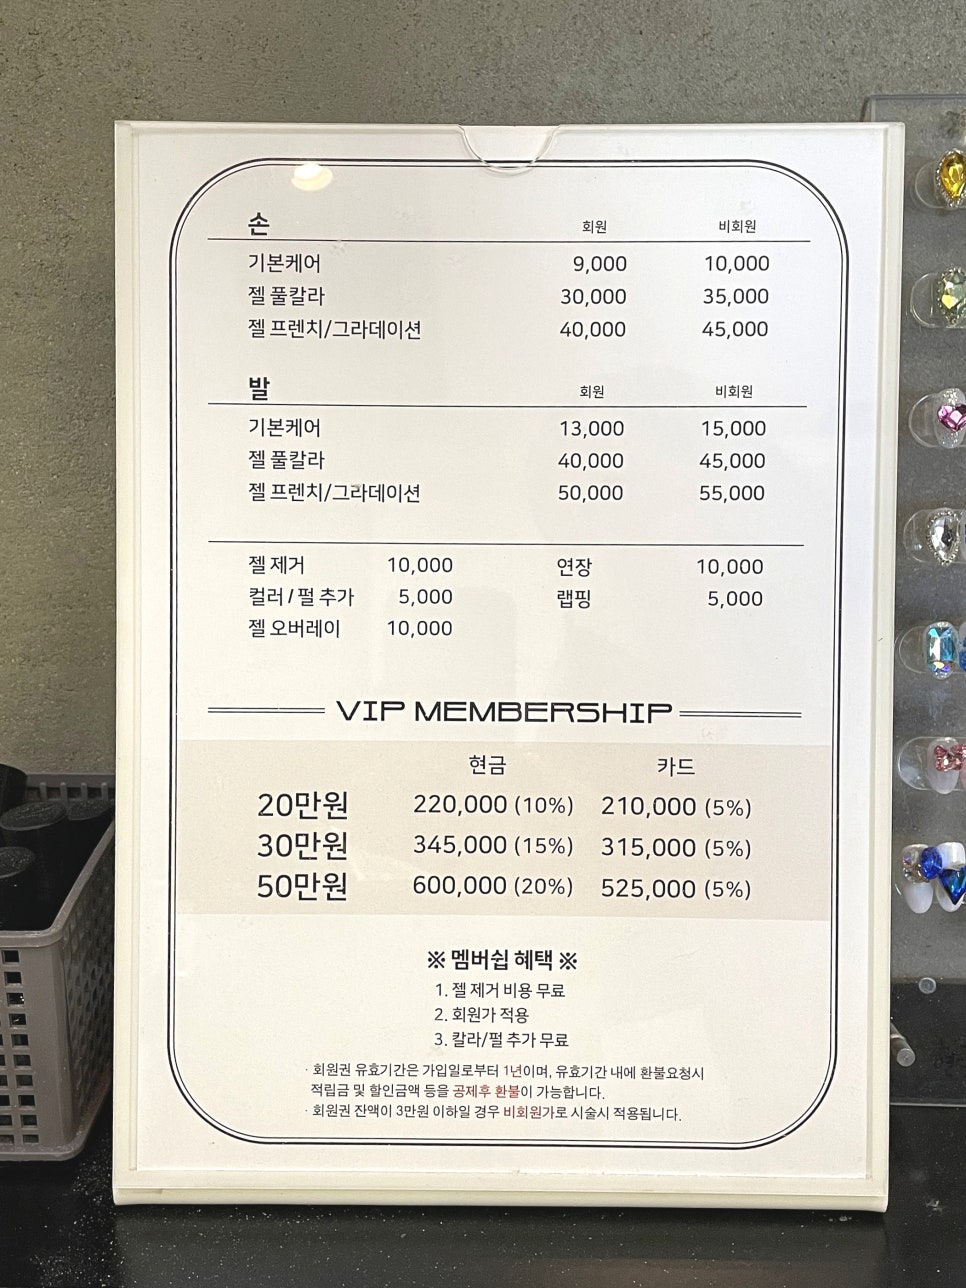 손 회원 비회원
기본케어 9,000 10,000
젤 풀칼라 30,000 35,000
젤 프렌치/그라데이션 40,000 45,000
발 회원 비회원
기본케어 13,000 15,000
젤 풀칼라 40,000 45,000
젤 프렌치/그라데이션 50,000 55,000
젤 제거 10,000 연장 10,000
컬러 / 펄 추가 5,000 랩핑 5,000
젤 오버레이 10,000
VIP MEMBERSHIP
현금 카드
20만원 220,000 (10%) 210,000 (5%)
30만원 345,000 (15%) 315,000 (5%)
50만원 600,000 (20%) 525,000 (5%)
※ 멤버쉽 혜택 ※
1. 젤 제거 비용 무료
2. 회원가 적용
3. 칼라/펄 추가 무료
· 회원권 유효기간은 가입일로부터 1년이며, 유효기간 내에 환불요청시
적립금 및 할인금액 등을 공제후 환불이 가능합니다.
· 회원권 잔액이 3만원 이하일 경우 비회원가로 시술시 적용됩니다.